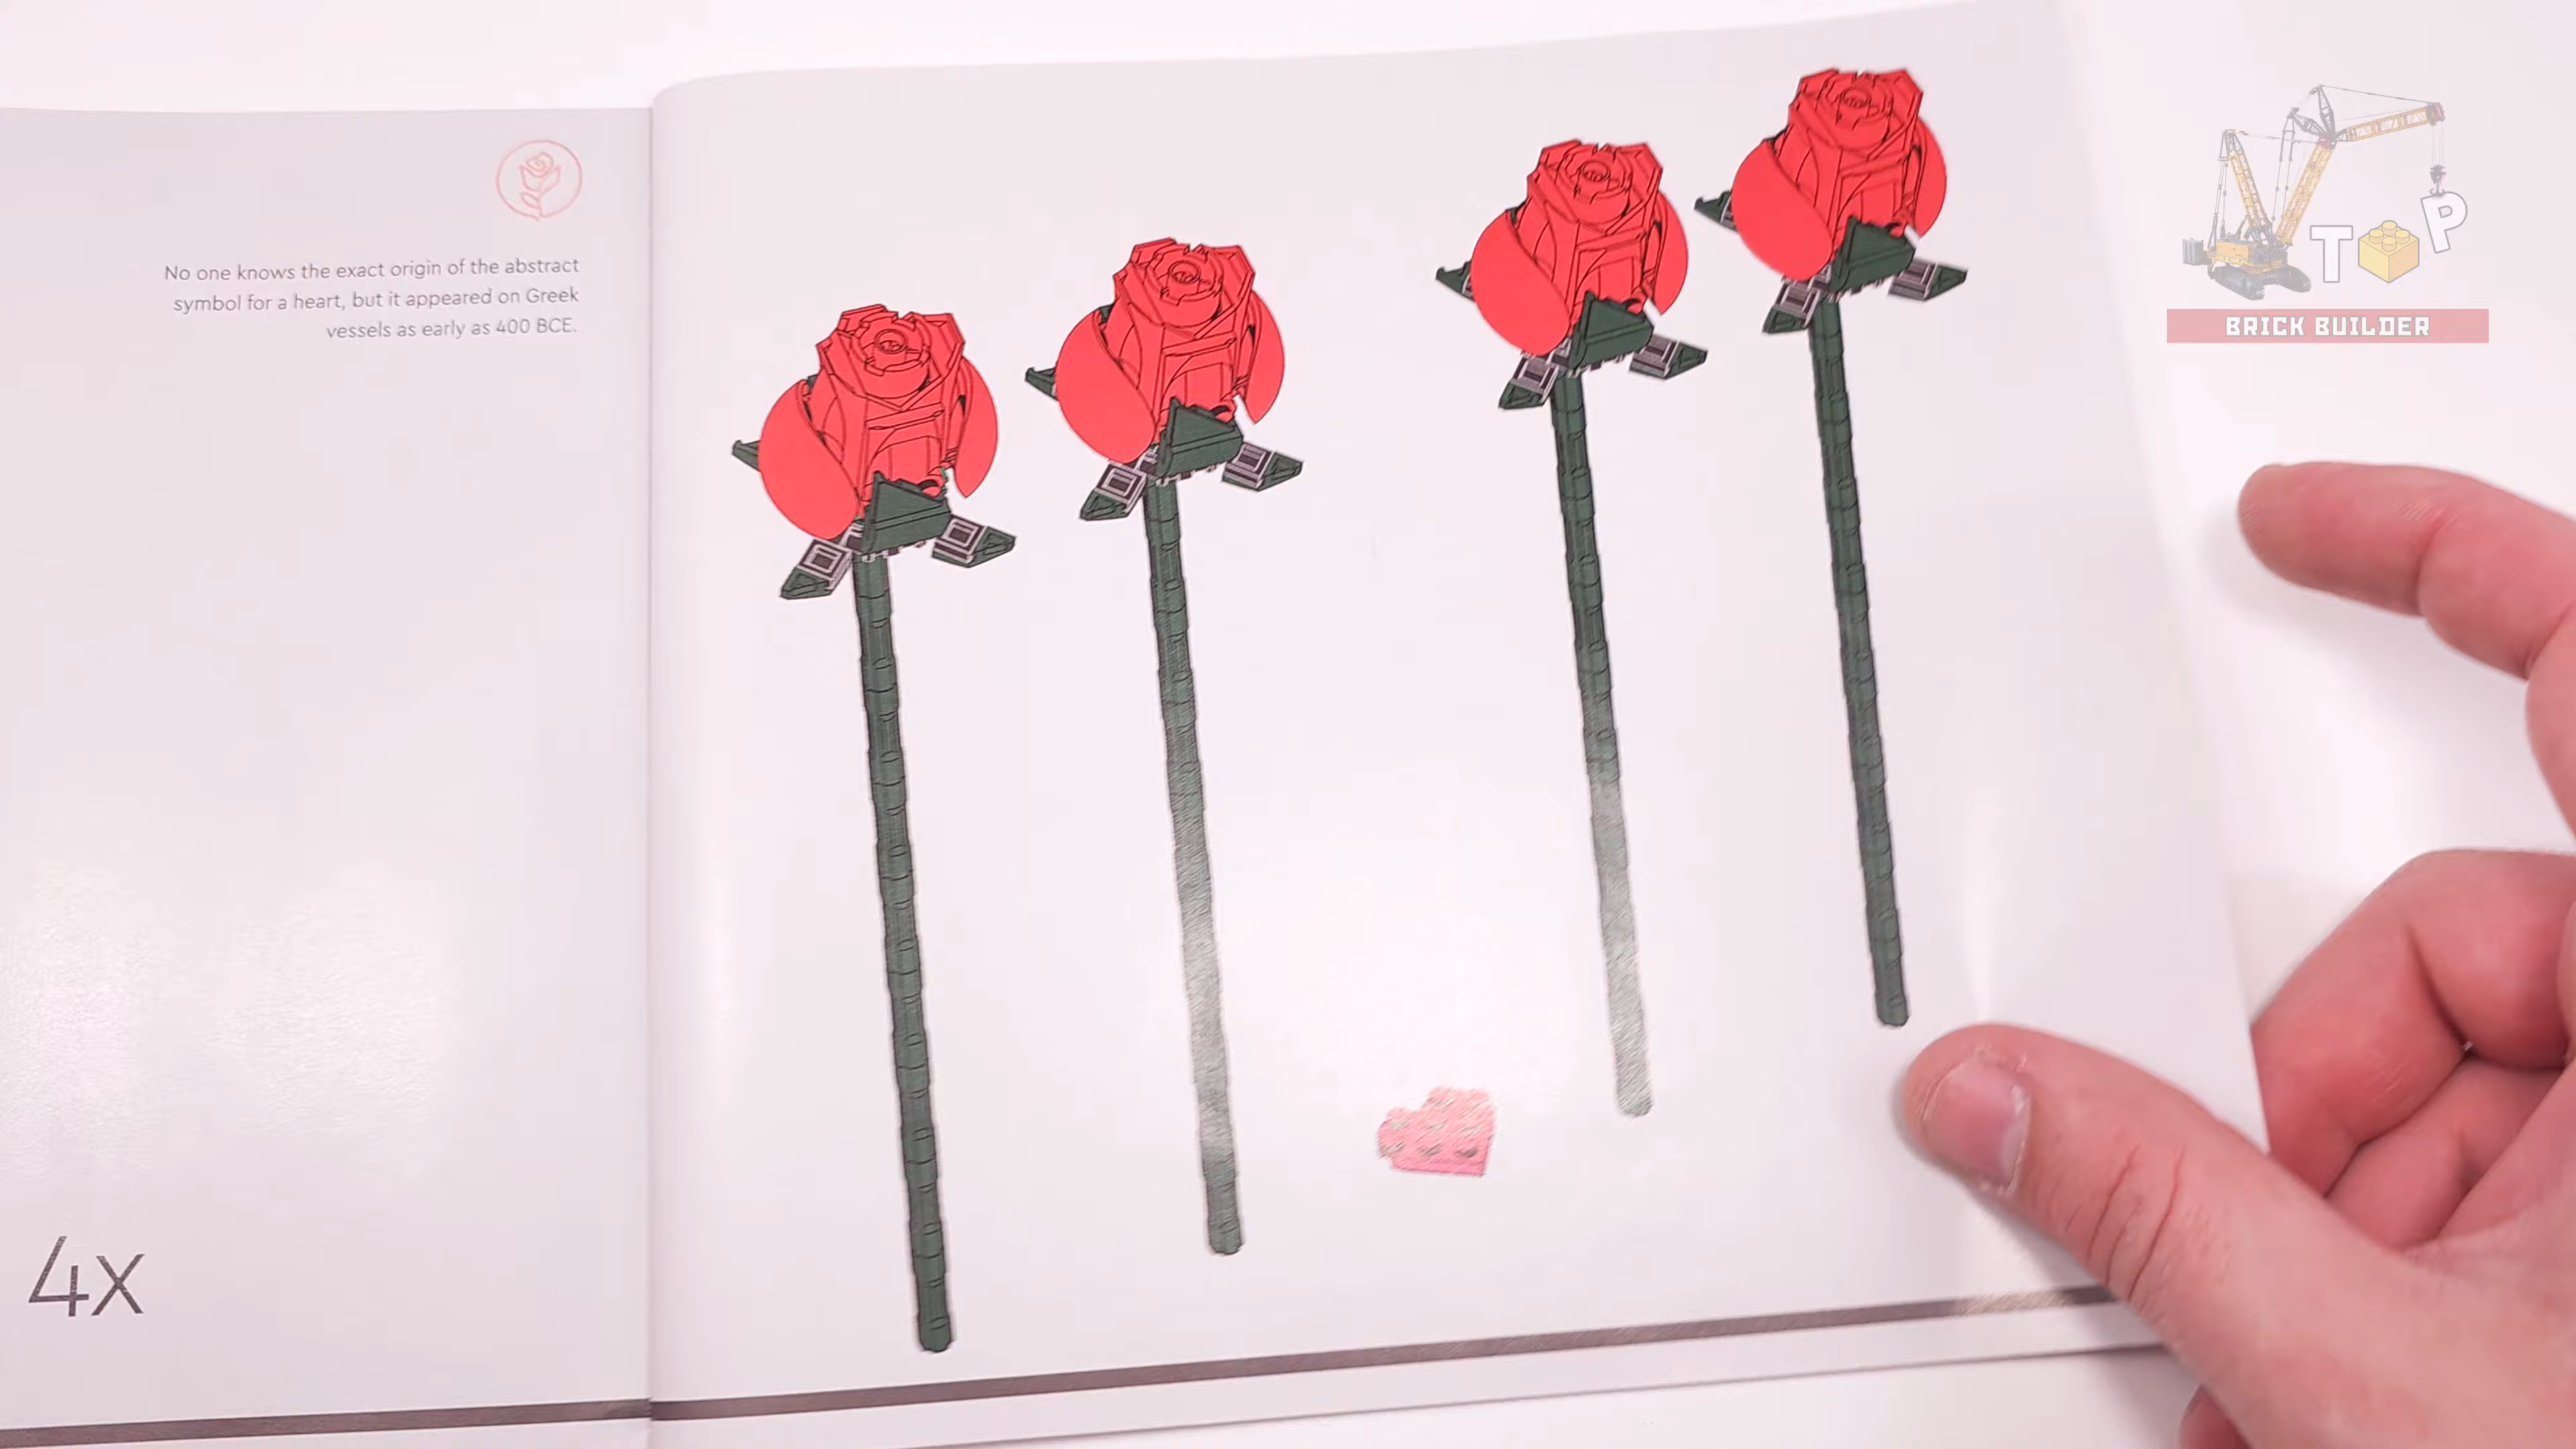 No one knows the exact origin of the abstract
symbol for a heart, but it appeared on Greek
vessels as early as 400 BCE.
4x
TOP
BRICK BUILDER